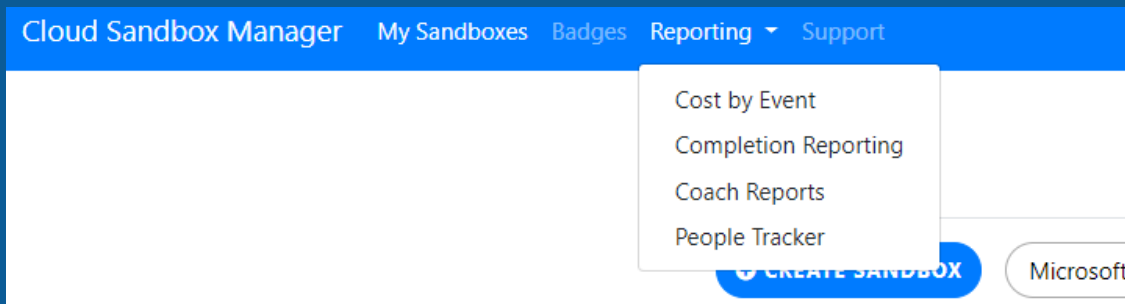 Cloud Sandbox Manager My Sandboxes Badges Reporting Support
Cost by Event
Completion Reporting
Coach Reports
People Tracker
CREATE SANDBOX Microsoft